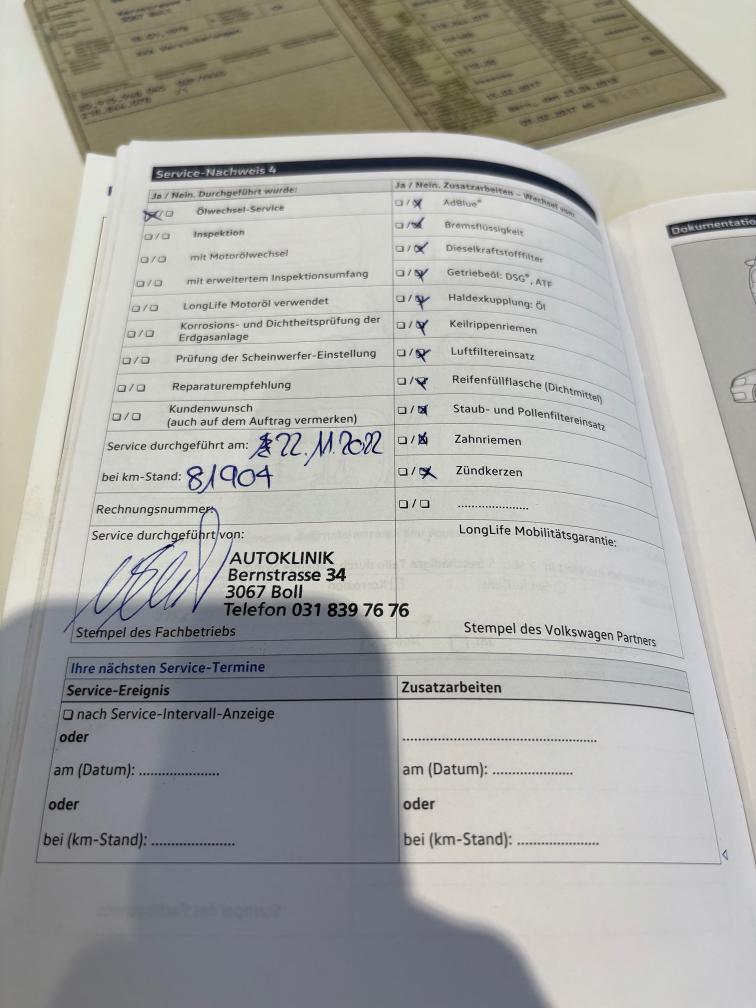 3067 Boll
Service-Nachweis 4
Ja / Nein. Durchgeführt wurde:
☒/☐ Ölwechsel-Service
☐/☐ Inspektion
☐/☐ mit Motorölwechsel
☐/☐ mit erweitertem Inspektionsumfang
☐/☐ LongLife Motoröl verwendet
☐/☐ Korrosions- und Dichtheitsprüfung der
Erdgasanlage
☐/☐ Prüfung der Scheinwerfer-Einstellung
☐/☐ Reparaturempfehlung
☐/☐ Kundenwunsch
(auch auf dem Auftrag vermerken)
Service durchgeführt am: 22.11.2022
bei km-Stand: 81904
Rechnungsnummer:
Service durchgeführt von:
AUTOKLINIK
Bernstrasse 34
3067 Boll
Telefon 031 839 76 76
Stempel des Fachbetriebs
Ja / Nein. Zusatzarbeiten – Wechsel von:
☐/☒ AdBlue®
☐/☒ Bremsflüssigkeit
☐/☒ Dieselkraftstofffilter
☐/☒ Getriebeöl: DSG®, ATF
☐/☒ Haldexkupplung: Öl
☐/☒ Keilrippenriemen
☐/☒ Luftfiltereinsatz
☐/☒ Reifenfüllflasche (Dichtmittel)
☐/☒ Staub- und Pollenfiltereinsatz
☐/☒ Zahnriemen
☐/☒ Zündkerzen
☐/☐ ....................
LongLife Mobilitätsgarantie:
Stempel des Volkswagen Partners
Ihre nächsten Service-Termine
Service-Ereignis
☐ nach Service-Intervall-Anzeige
oder
am (Datum): ....................
oder
bei (km-Stand): ....................
Zusatzarbeiten
..................................................
am (Datum): ....................
oder
bei (km-Stand): ....................
Dokumentatio